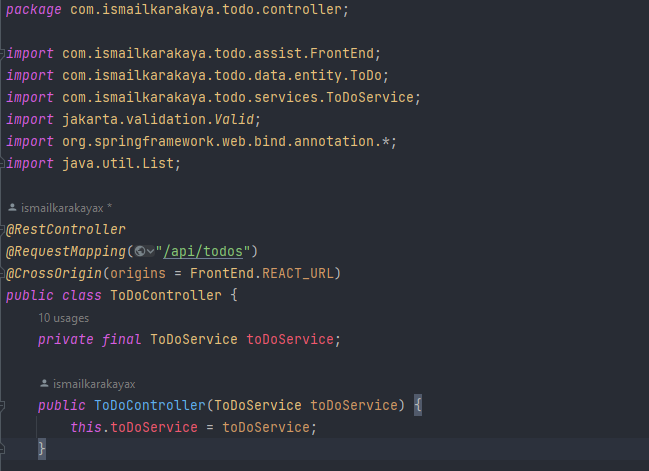 package com.ismailkarakaya.todo.controller;
import com.ismailkarakaya.todo.assist.FrontEnd;
import com.ismailkarakaya.todo.data.entity.ToDo;
import com.ismailkarakaya.todo.services.ToDoService;
import jakarta.validation.Valid;
import org.springframework.web.bind.annotation.*;
import java.util.List;
ismailkarakayax *
@RestController
@RequestMapping("/api/todos")
@CrossOrigin(origins = FrontEnd.REACT_URL)
public class ToDoController {
10 usages
private final ToDoService toDoService;
ismailkarakayax
public ToDoController(ToDoService toDoService) {
this.toDoService = toDoService;
}